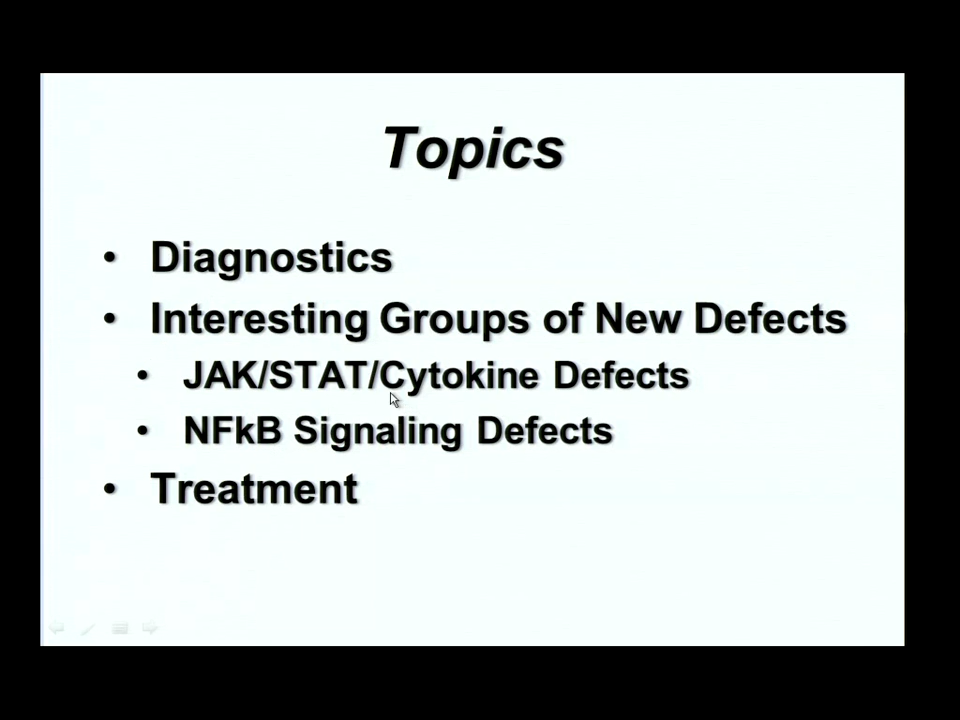 Topics
• Diagnostics
• Interesting Groups of New Defects
• JAK/STAT/Cytokine Defects
• NFkB Signaling Defects
• Treatment